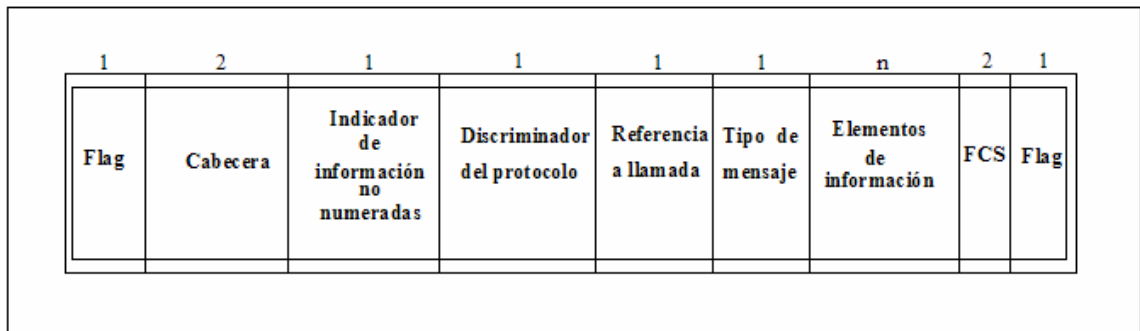 1 2 1 1 1 1 n 2 1
Flag
Cabecera
Indicador
de
información
no
numeradas
Discriminador
del protocolo
Referencia
a llamada
Tipo de
mensaje
Elementos
de
información
FCS
Flag